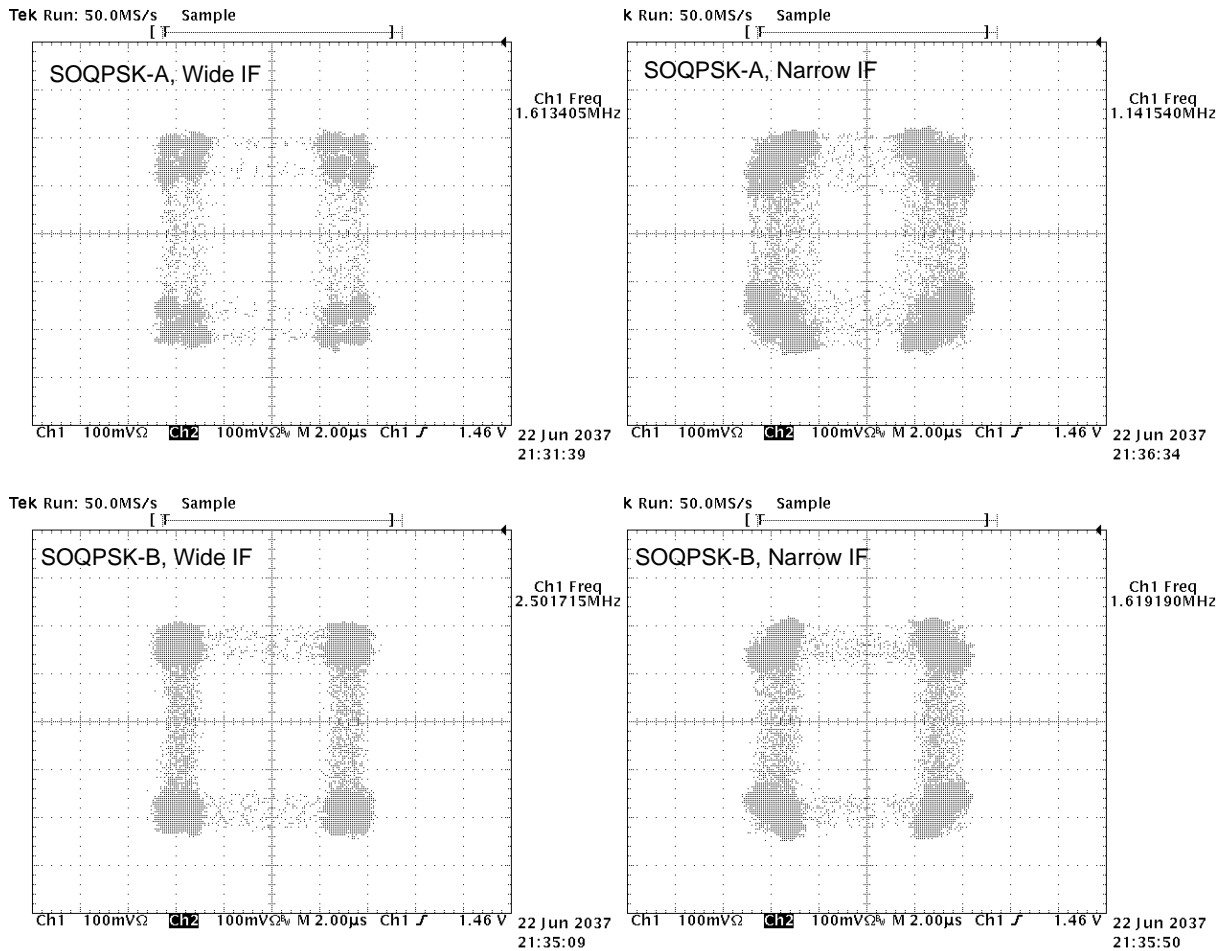 Tek Run: 50.0MS/s Sample
[ T ]
SOQPSK-A, Wide IF
Ch1 Freq
1.613405MHz
Ch1 100mVΩ Ch2 100mVΩBW M 2.00µs Ch1 ƒ 1.46 V
22 Jun 2037
21:31:39
k Run: 50.0MS/s Sample
[ T ]
SOQPSK-A, Narrow IF
Ch1 Freq
1.141540MHz
Ch1 100mVΩ Ch2 100mVΩBW M 2.00µs Ch1 ƒ 1.46 V
22 Jun 2037
21:36:34
Tek Run: 50.0MS/s Sample
[ T ]
SOQPSK-B, Wide IF
Ch1 Freq
2.501715MHz
Ch1 100mVΩ Ch2 100mVΩBW M 2.00µs Ch1 ƒ 1.46 V
22 Jun 2037
21:35:09
k Run: 50.0MS/s Sample
[ T ]
SOQPSK-B, Narrow IF
Ch1 Freq
1.619190MHz
Ch1 100mVΩ Ch2 100mVΩBW M 2.00µs Ch1 ƒ 1.46 V
22 Jun 2037
21:35:50